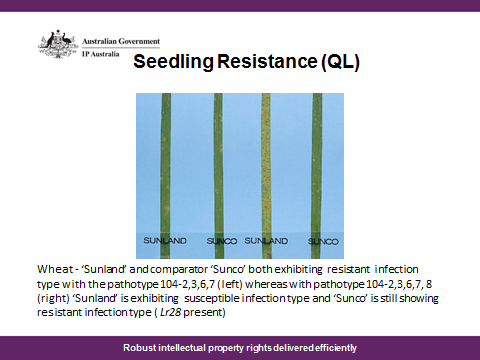 Australian Government
IP Australia
Seedling Resistance (QL)
SUNLAND SUNCO SUNLAND SUNCO
Wheat - 'Sunland' and comparator 'Sunco' both exhibiting resistant infection
type with the pathotype 104-2,3,6,7 (left) whereas with pathotype 104-2,3,6,7, 8
(right) 'Sunland' is exhibiting susceptible infection type and 'Sunco' is still showing
resistant infection type ( Lr28 present)
Robust intellectual property rights delivered efficiently